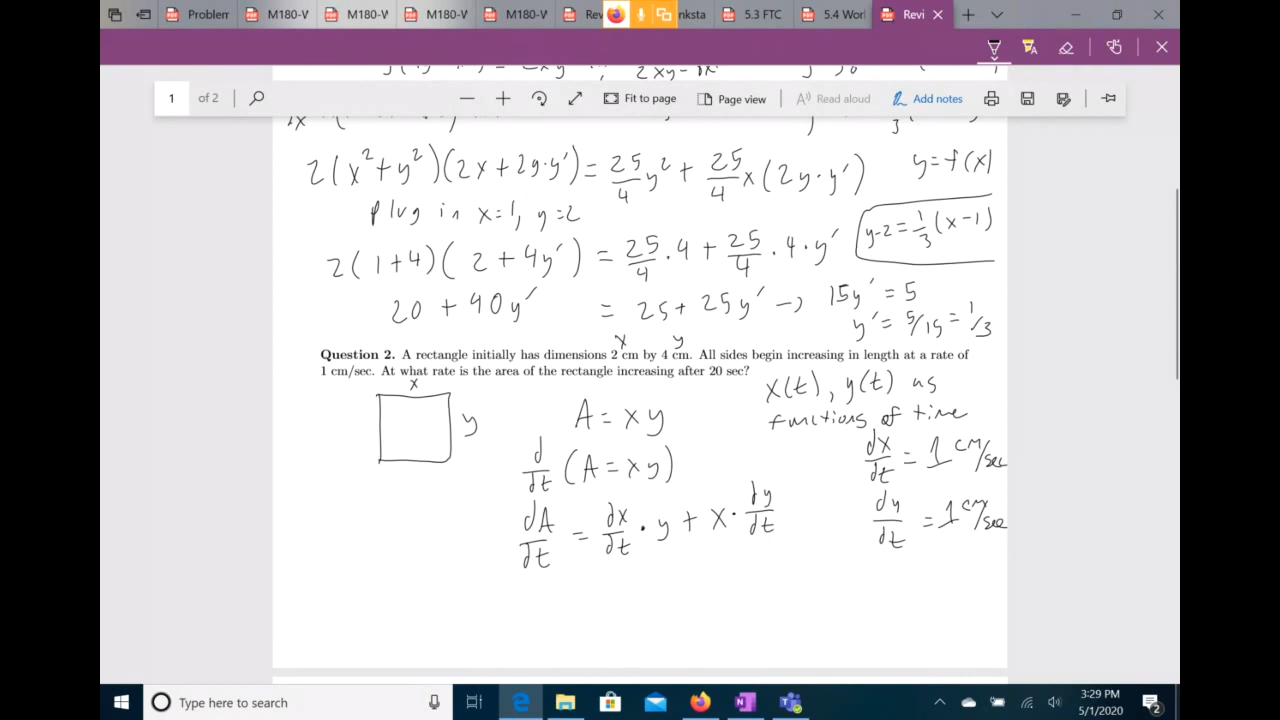 Problem
M180-V
M180-V
M180-V
M180-V
Rev
nksta
5.3 FTC
5.4 Worl
Revi
1 of 2
Fit to page
Page view
Read aloud
Add notes
2(x²+y²)(2x+2y·y') = 25/4 y² + 25/4 x(2y·y')
y=f(x)
plug in x=1, y=2
y-2=1/3(x-1)
2(1+4)(2+4y') = 25/4·4 + 25/4·4·y'
20 + 40y' = 25+25y' → 15y' = 5
y' = 5/15 = 1/3
x y
Question 2. A rectangle initially has dimensions 2 cm by 4 cm. All sides begin increasing in length at a rate of
1 cm/sec. At what rate is the area of the rectangle increasing after 20 sec?
x
y
A = xy
x(t), y(t) as
functions of time
d/dt (A = xy)
dx/dt = 1 cm/sec
dA/dt = dx/dt · y + x · dy/dt
dy/dt = 1 cm/sec
Type here to search
3:29 PM
5/1/2020
2